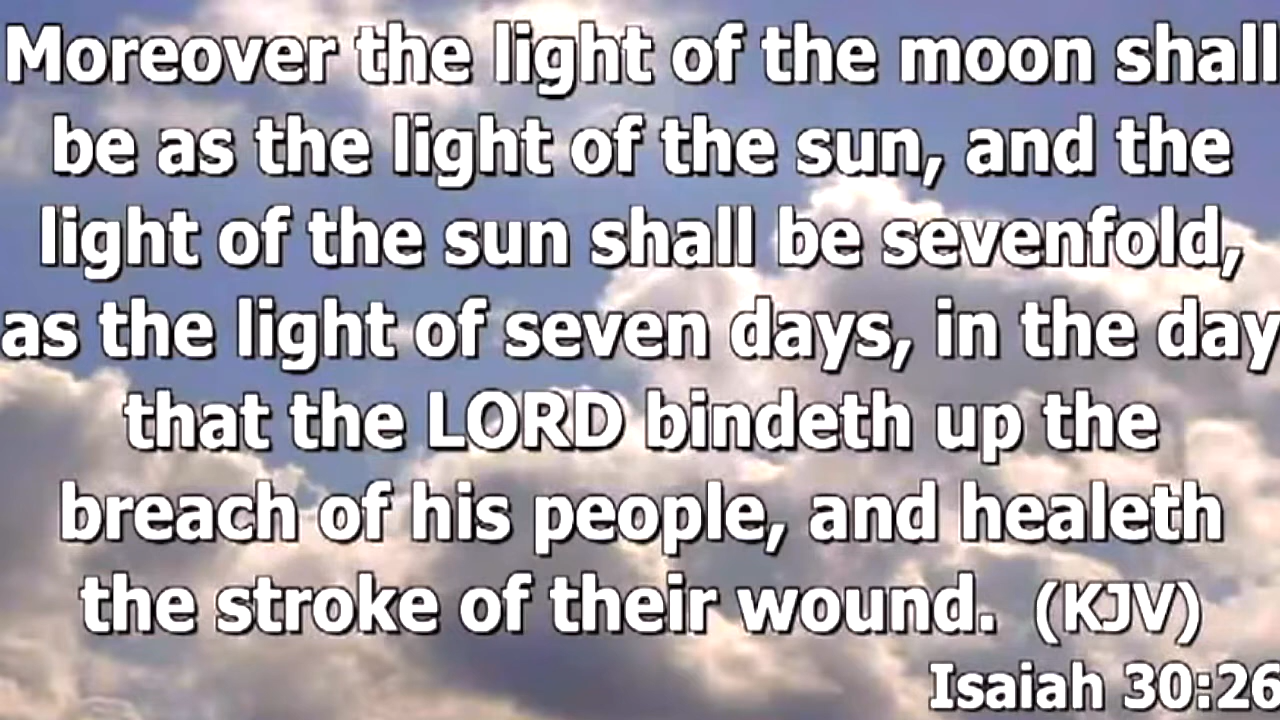 Moreover the light of the moon shall
be as the light of the sun, and the
light of the sun shall be sevenfold,
as the light of seven days, in the day
that the LORD bindeth up the
breach of his people, and healeth
the stroke of their wound. (KJV)
Isaiah 30:26